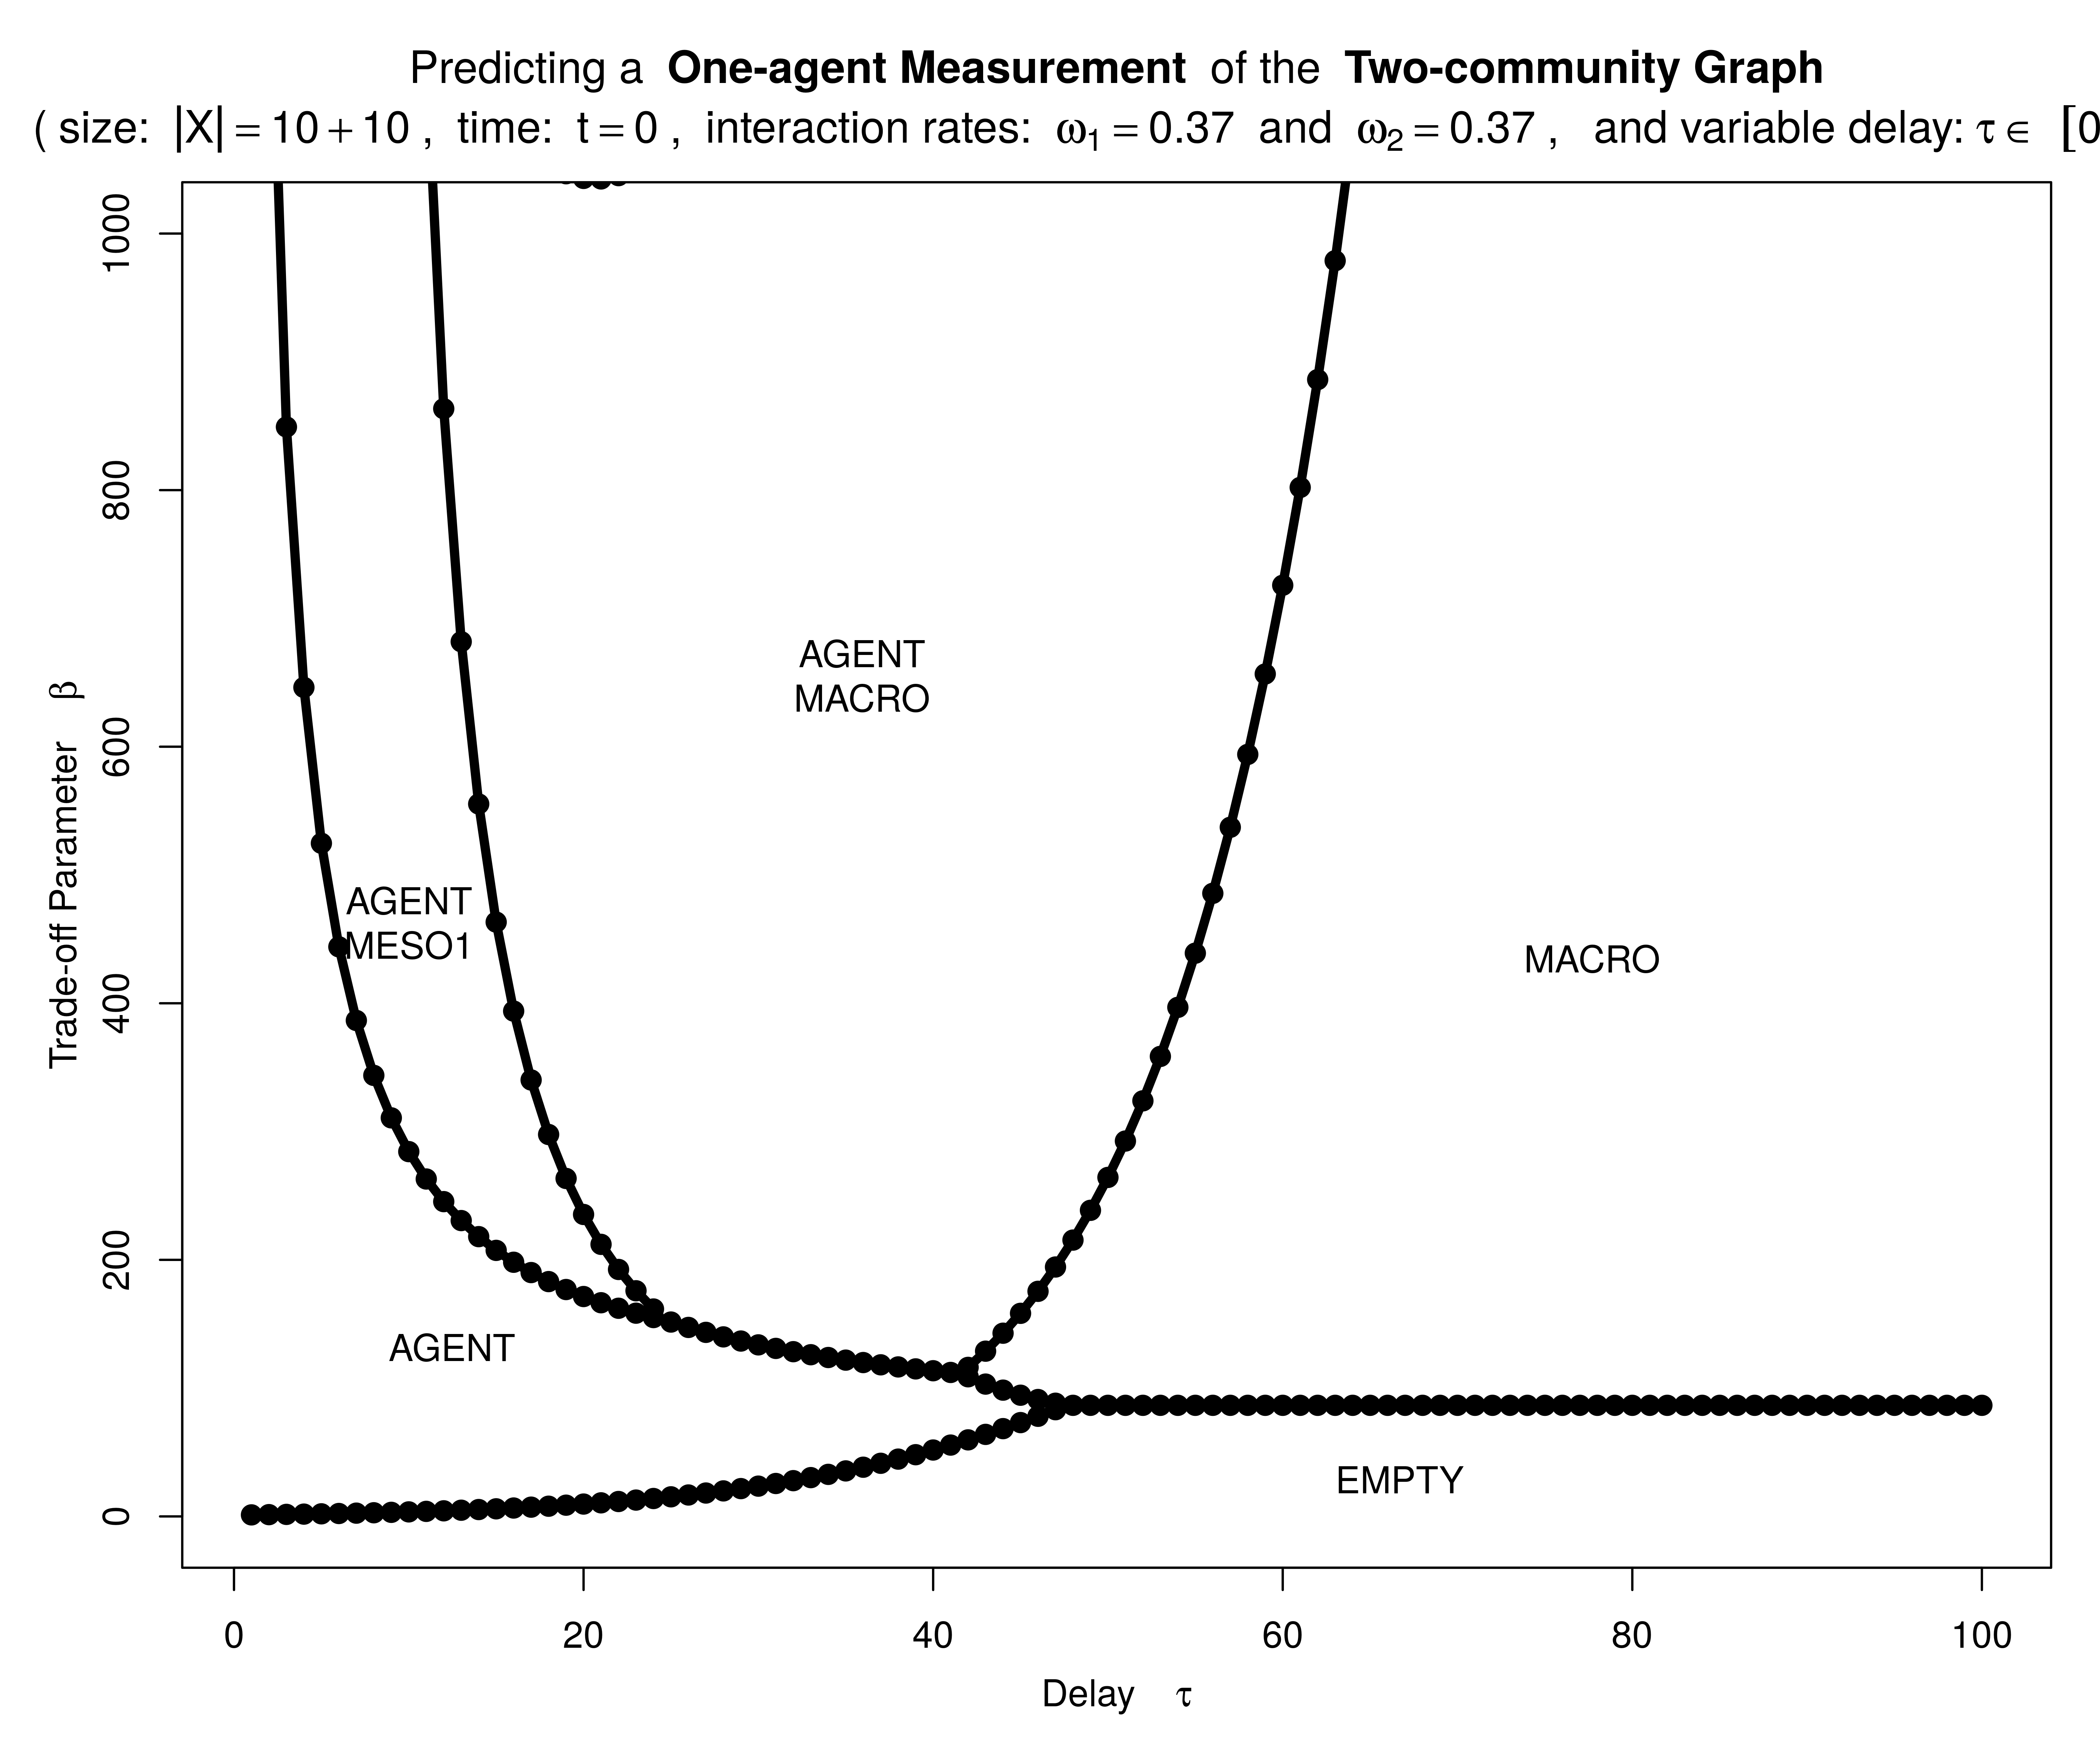 Predicting a One-agent Measurement of the Two-community Graph
( size: |X| = 10 + 10 , time: t = 0 , interaction rates: ω1 = 0.37 and ω2 = 0.37 , and variable delay: τ ∈ [0
1000
800
600
400
200
0
Trade-off Parameter β
AGENT
MACRO
AGENT
MESO1
MACRO
AGENT
EMPTY
0 20 40 60 80 100
Delay τ